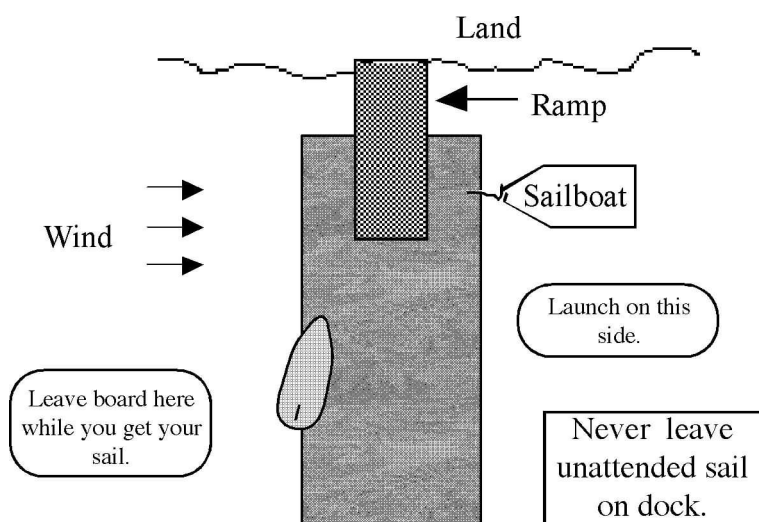 Land
Ramp
Sailboat
Wind
Launch on this
side.
Leave board here
while you get your
sail.
Never leave
unattended sail
on dock.